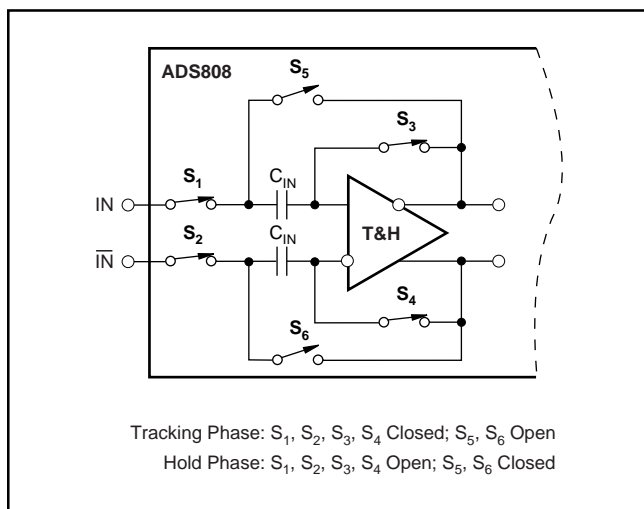 ADS808
S5
S3
S1
CIN
IN
T&H
S2
CIN
I̅N̅
S4
S6
Tracking Phase: S1, S2, S3, S4 Closed; S5, S6 Open
Hold Phase: S1, S2, S3, S4 Open; S5, S6 Closed